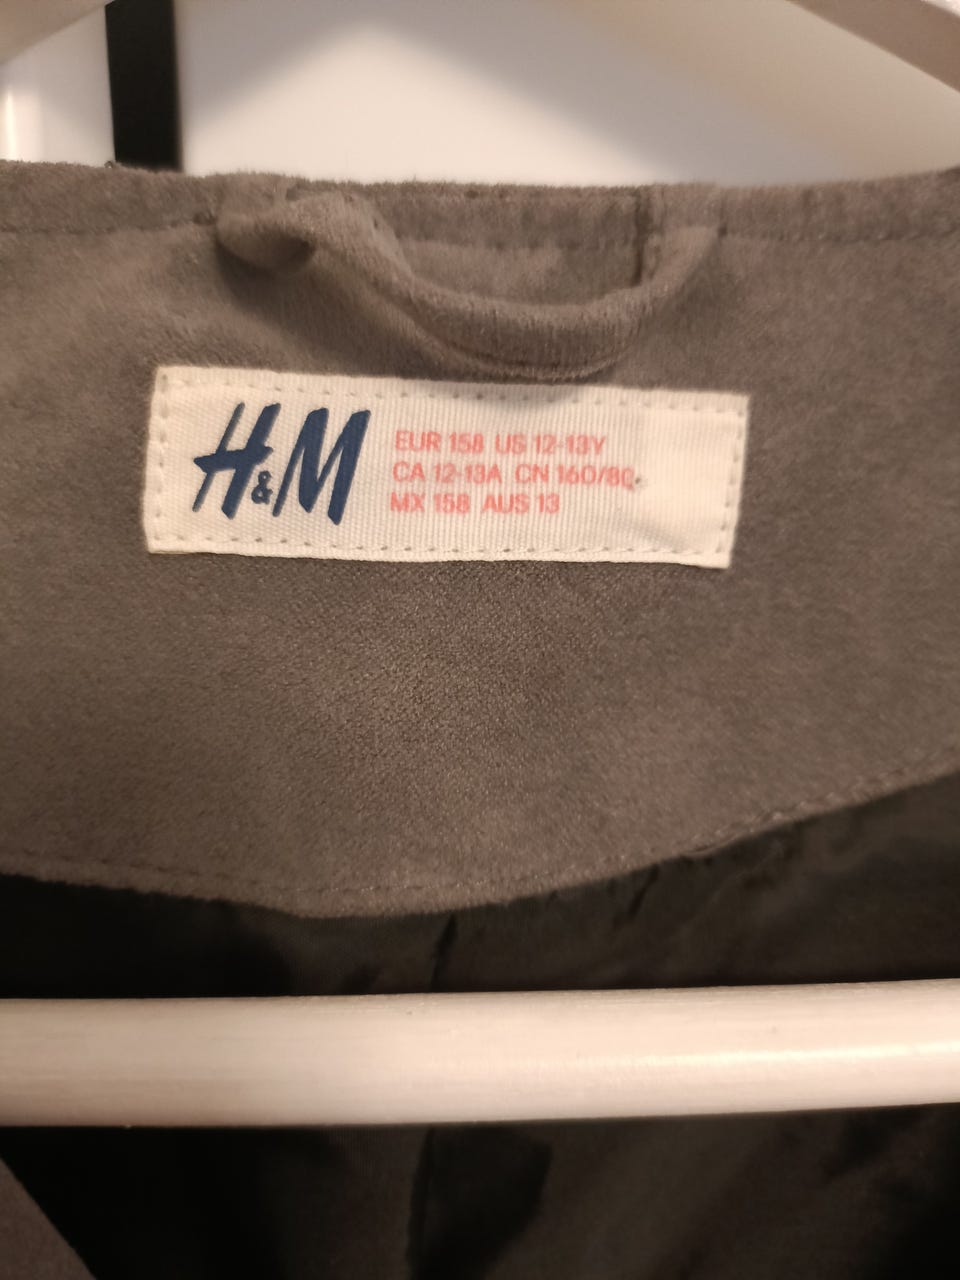 H&M
EUR 158 US 12-13Y
CA 12-13A CN 160/80
MX 158 AUS 13